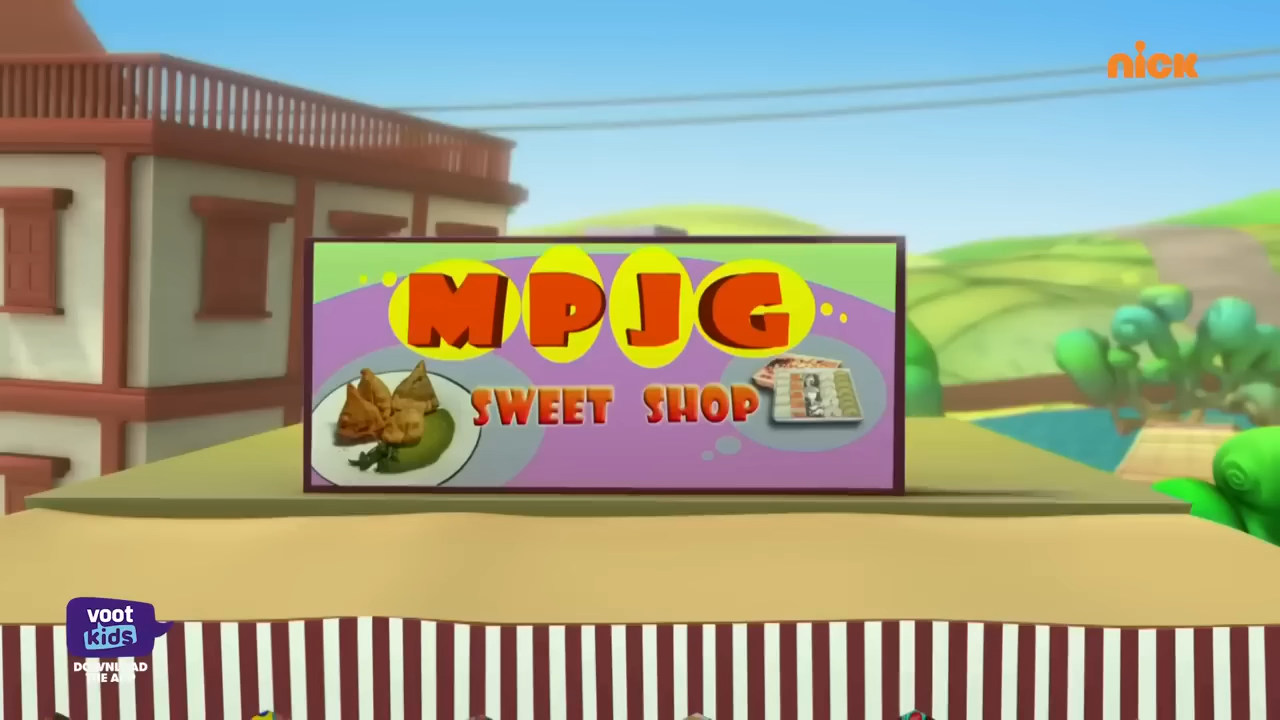 nick
MPJG
SWEET SHOP
voot
kids
DOWNLOAD
THE APP